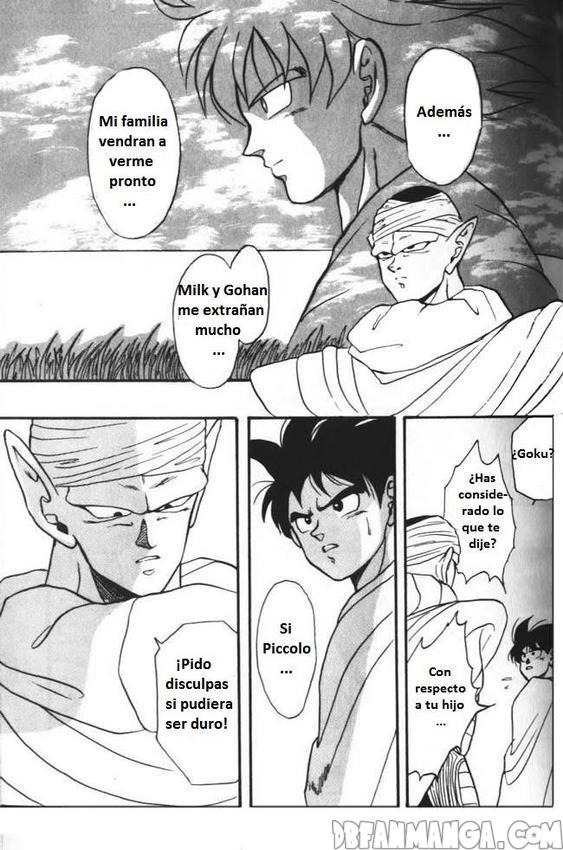 Además
...
Mi familia
vendran a
verme
pronto
...
Milk y Gohan
me extrañan
mucho
...
¿Goku?
¿Has
conside-
rado lo
que te
dije?
Con
respecto
a tu hijo
...
Si
Piccolo
...
¡Pido
disculpas
si pudiera
ser duro!
DBFANMANGA.COM